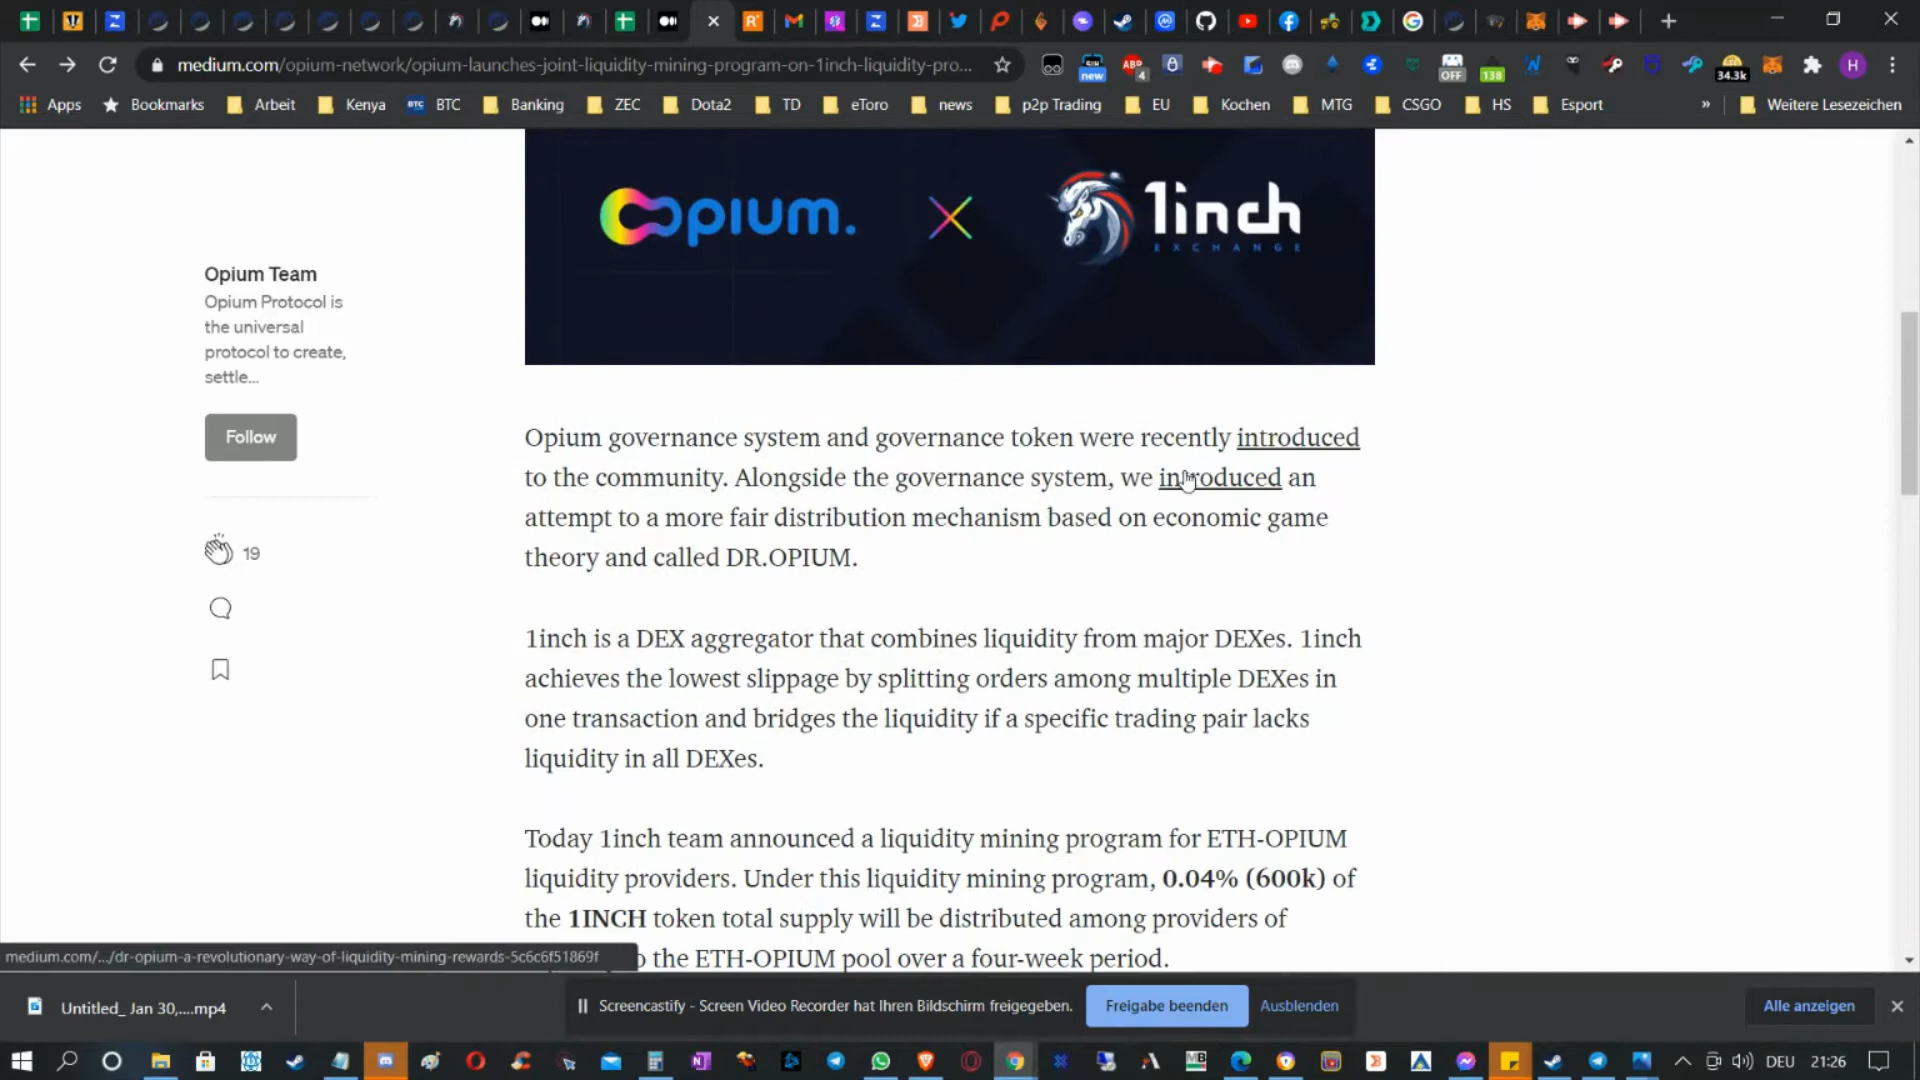 medium.com/opium-network/opium-launches-joint-liquidity-mining-program-on-1inch-liquidity-pro...
new
ABP
4
OFF
138
34.3k
H
Apps
Bookmarks
Arbeit
Kenya
BTC
BTC
Banking
ZEC
Dota2
TD
eToro
news
p2p Trading
EU
Kochen
MTG
CSGO
HS
Esport
»
Weitere Lesezeichen
opium.
1inch
EXCHANGE
Opium Team
Opium Protocol is
the universal
protocol to create,
settle...
Follow
19
Opium governance system and governance token were recently introduced
to the community. Alongside the governance system, we introduced an
attempt to a more fair distribution mechanism based on economic game
theory and called DR.OPIUM.
1inch is a DEX aggregator that combines liquidity from major DEXes. 1inch
achieves the lowest slippage by splitting orders among multiple DEXes in
one transaction and bridges the liquidity if a specific trading pair lacks
liquidity in all DEXes.
Today 1inch team announced a liquidity mining program for ETH-OPIUM
liquidity providers. Under this liquidity mining program, 0.04% (600k) of
the 1INCH token total supply will be distributed among providers of
the ETH-OPIUM pool over a four-week period.
medium.com/.../dr-opium-a-revolutionary-way-of-liquidity-mining-rewards-5c6c6f51869f
Untitled_ Jan 30,....mp4
Screencastify - Screen Video Recorder hat Ihren Bildschirm freigegeben.
Freigabe beenden
Ausblenden
Alle anzeigen
DEU
21:26